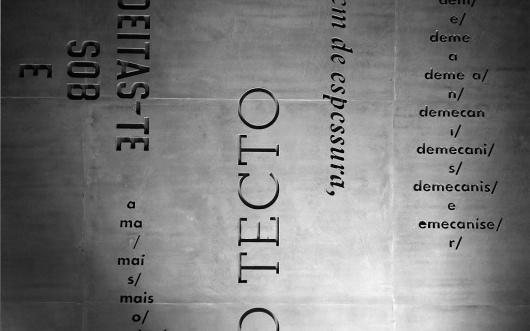 E
SOB
DEITAS-TE
a
ma
/
mai
s/
mais
o/
O TECTO
cm de espessura,
dem/
e/
deme
a
deme a/
n/
demecan
i/
demecani/
s/
demecanis/
e
emecanise/
r/